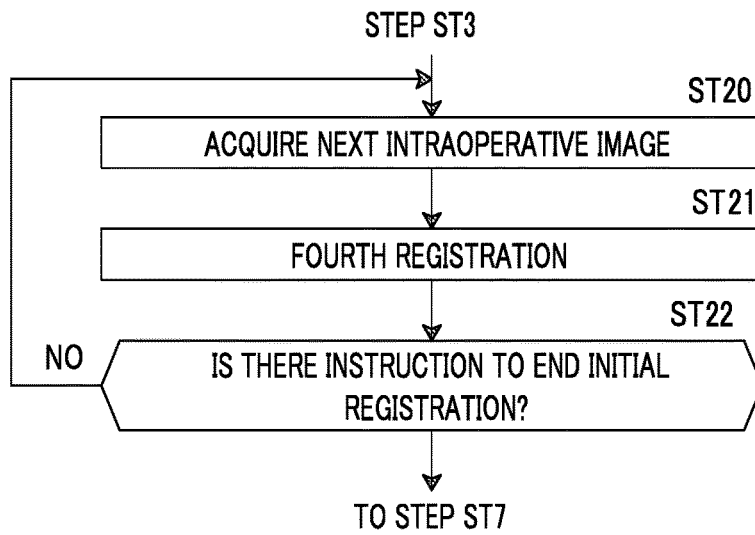 STEP ST3
ST20
ACQUIRE NEXT INTRAOPERATIVE IMAGE
ST21
FOURTH REGISTRATION
ST22
NO
IS THERE INSTRUCTION TO END INITIAL
REGISTRATION?
TO STEP ST7